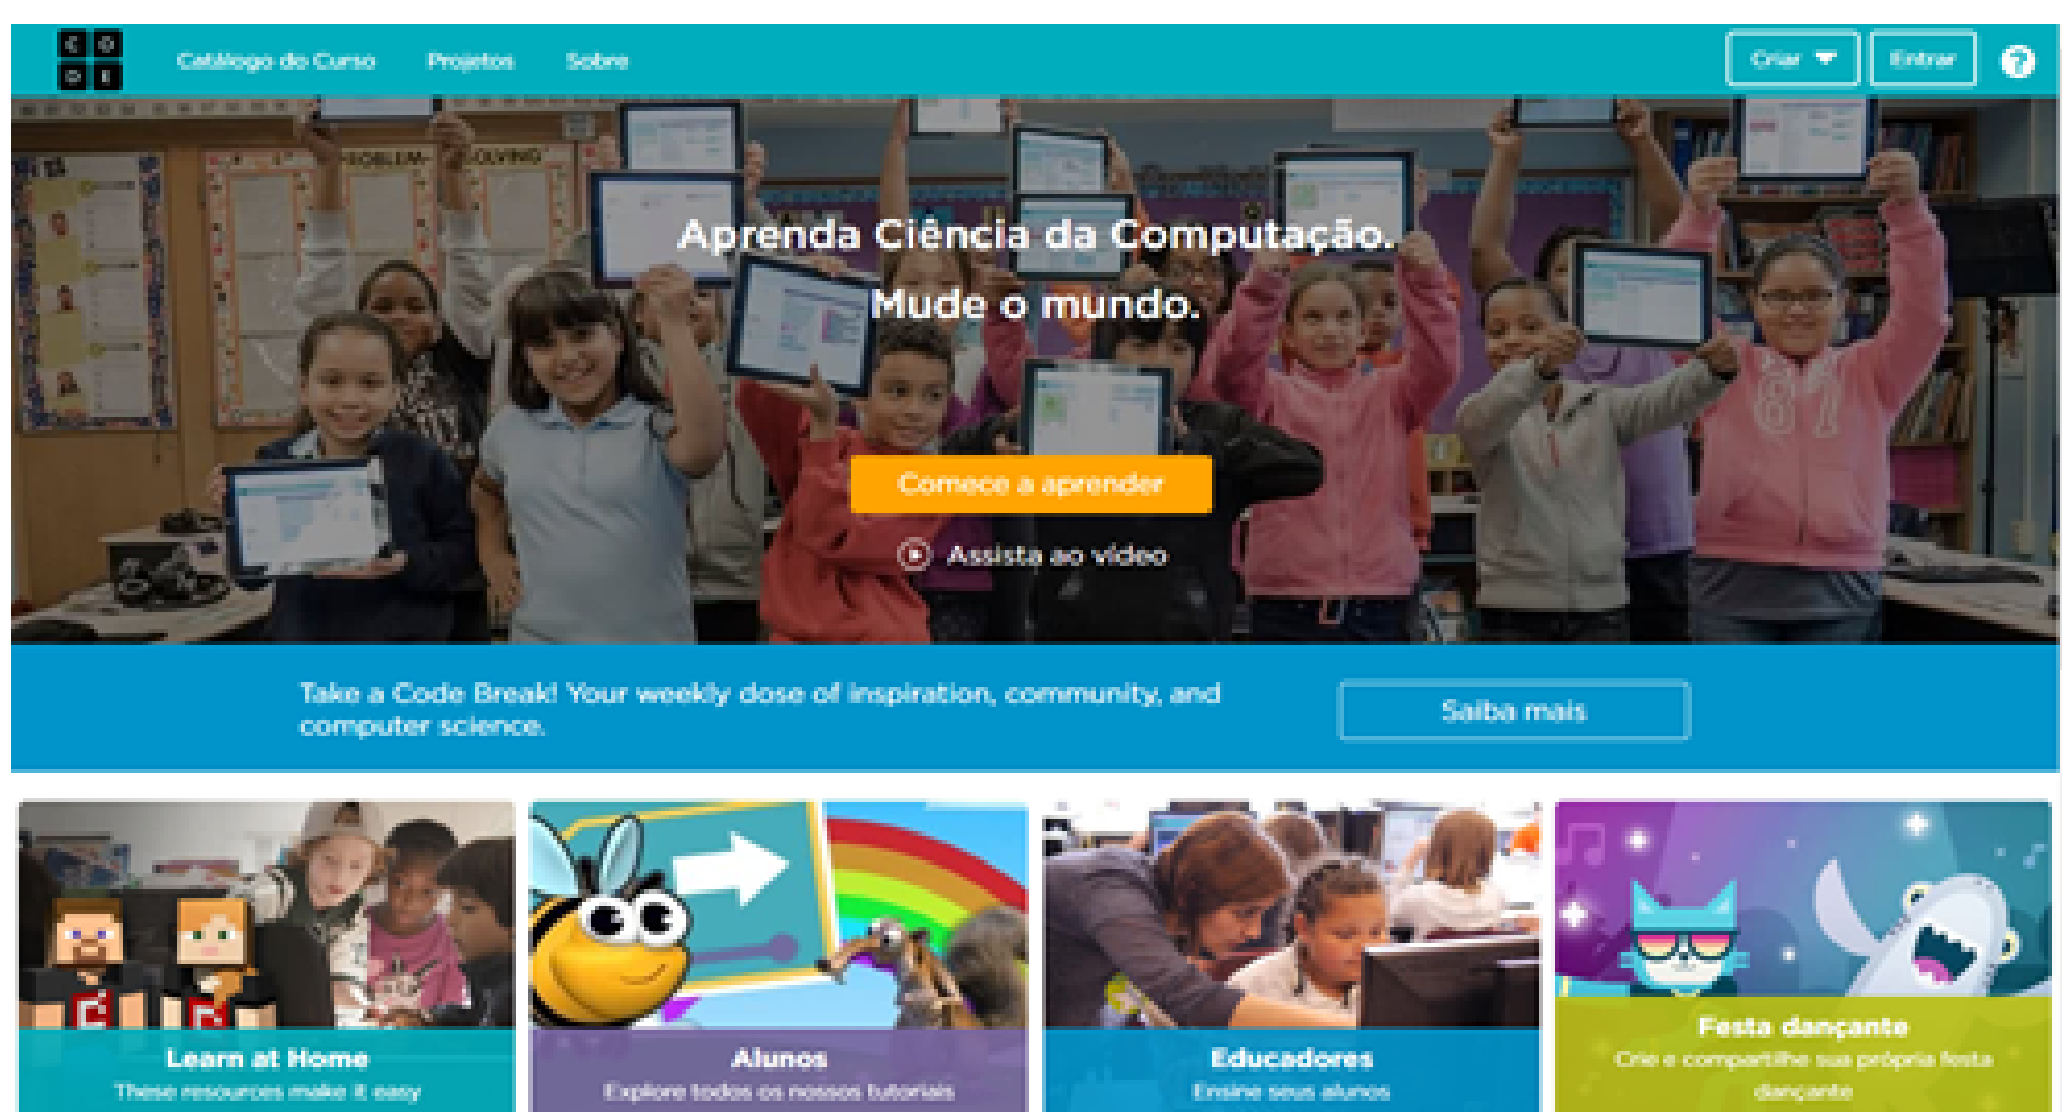 C O
D E
Catálogo do Curso Projetos Sobre
Criar Entrar ?
PROBLEM- SOLVING
Aprenda Ciência da Computação.
Mude o mundo.
67
Comece a aprender
Assista ao vídeo
Take a Code Break! Your weekly dose of inspiration, community, and
computer science.
Saiba mais
Learn at Home
These resources make it easy
Alunos
Explore todos os nossos tutoriais
Educadores
Ensine seus alunos
Festa dançante
Crie e compartilhe sua própria festa
dançante